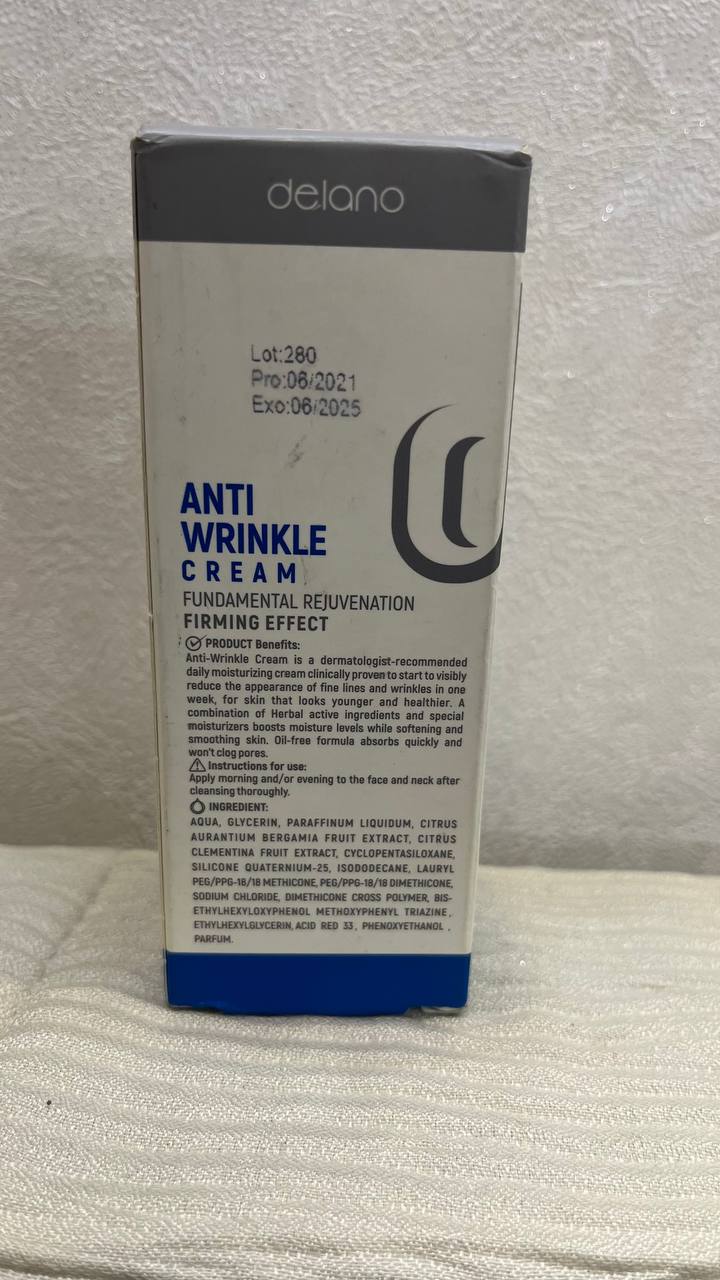 delano
Lot:280
Pro:06/2021
Exo:06/2025
ANTI
WRINKLE
CREAM
FUNDAMENTAL REJUVENATION
FIRMING EFFECT
PRODUCT Benefits:
Anti-Wrinkle Cream is a dermatologist-recommended
daily moisturizing cream clinically proven to start to visibly
reduce the appearance of fine lines and wrinkles in one
week, for skin that looks younger and healthier. A
combination of Herbal active ingredients and special
moisturizers boosts moisture levels while softening and
smoothing skin. Oil-free formula absorbs quickly and
won't clog pores.
Instructions for use:
Apply morning and/or evening to the face and neck after
cleansing thoroughly.
INGREDIENT:
AQUA, GLYCERIN, PARAFFINUM LIQUIDUM, CITRUS
AURANTIUM BERGAMIA FRUIT EXTRACT, CITRUS
CLEMENTINA FRUIT EXTRACT, CYCLOPENTASILOXANE,
SILICONE QUATERNIUM-25, ISODODECANE, LAURYL
PEG/PPG-18/18 METHICONE, PEG/PPG-18/18 DIMETHICONE,
SODIUM CHLORIDE, DIMETHICONE CROSS POLYMER, BIS-
ETHYLHEXYLOXYPHENOL METHOXYPHENYL TRIAZINE,
ETHYLHEXYLGLYCERIN, ACID RED 33, PHENOXYETHANOL,
PARFUM.